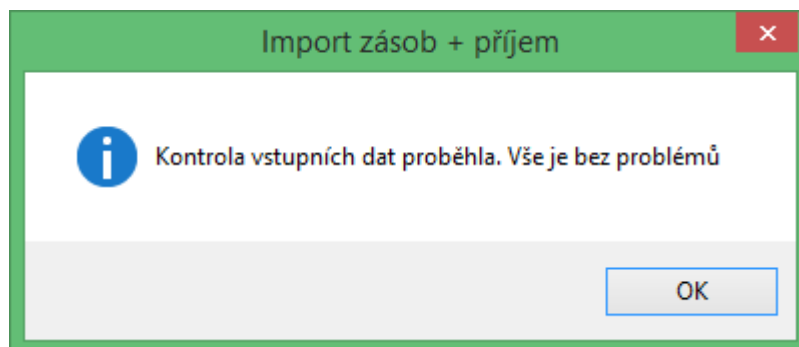 Import zásob + příjem
Kontrola vstupních dat proběhla. Vše je bez problémů
OK